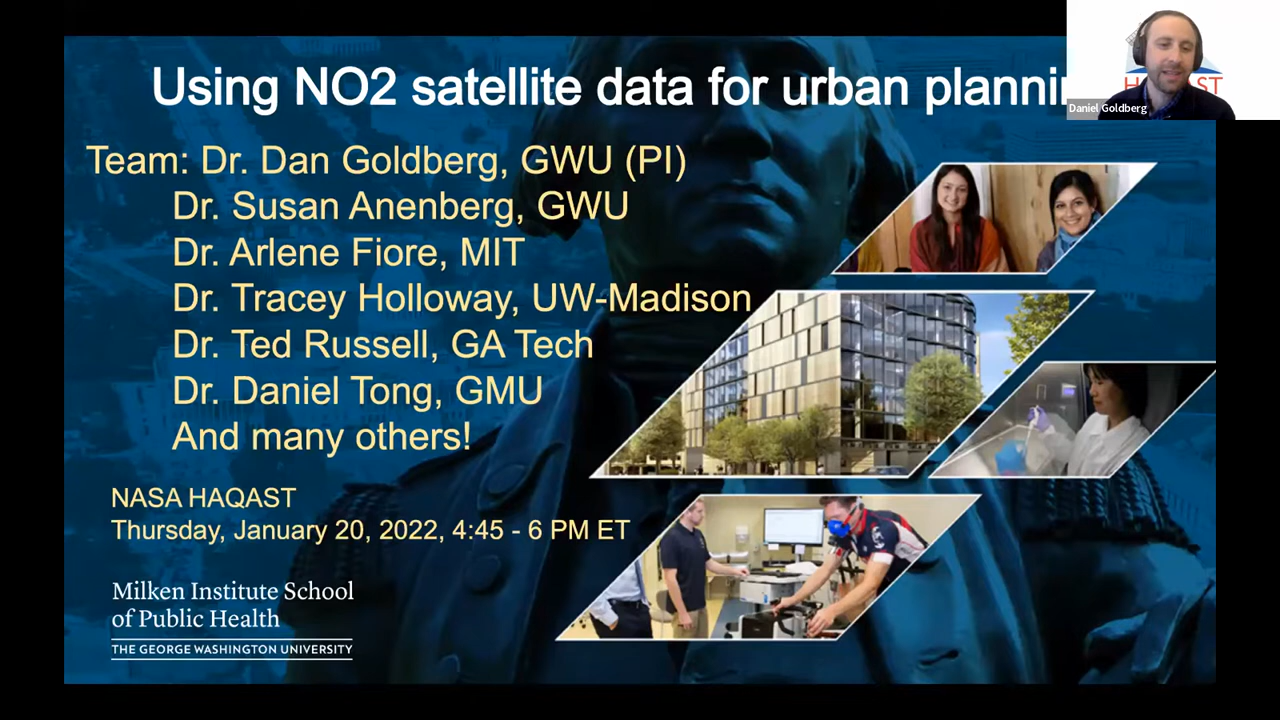 Using NO2 satellite data for urban plannin
Daniel Goldberg
Team: Dr. Dan Goldberg, GWU (PI)
Dr. Susan Anenberg, GWU
Dr. Arlene Fiore, MIT
Dr. Tracey Holloway, UW-Madison
Dr. Ted Russell, GA Tech
Dr. Daniel Tong, GMU
And many others!
NASA HAQAST
Thursday, January 20, 2022, 4:45 - 6 PM ET
Milken Institute School
of Public Health
THE GEORGE WASHINGTON UNIVERSITY